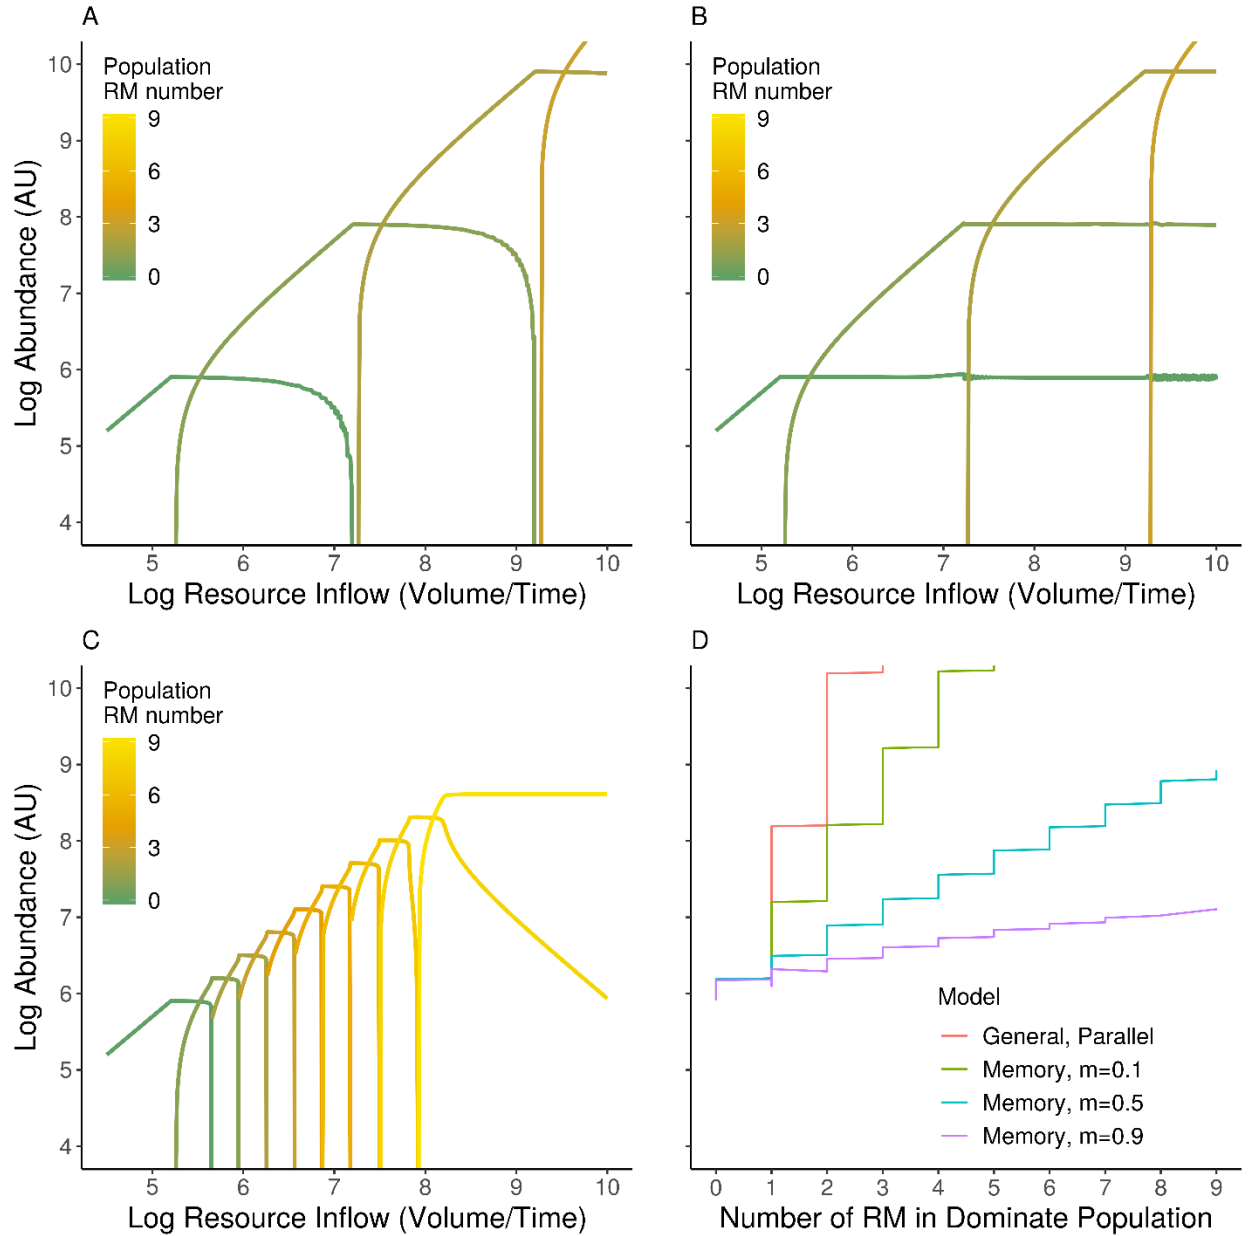 A
Population
RM number
9
6
3
0
10
9
8
7
6
5
4
Log Abundance (AU)
5
6
7
8
9
10
Log Resource Inflow (Volume/Time)
B
Population
RM number
9
6
3
0
5
6
7
8
9
10
Log Resource Inflow (Volume/Time)
C
Population
RM number
9
6
3
0
10
9
8
7
6
5
4
Log Abundance (AU)
5
6
7
8
9
10
Log Resource Inflow (Volume/Time)
D
Model
General, Parallel
Memory, m=0.1
Memory, m=0.5
Memory, m=0.9
0
1
2
3
4
5
6
7
8
9
Number of RM in Dominate Population